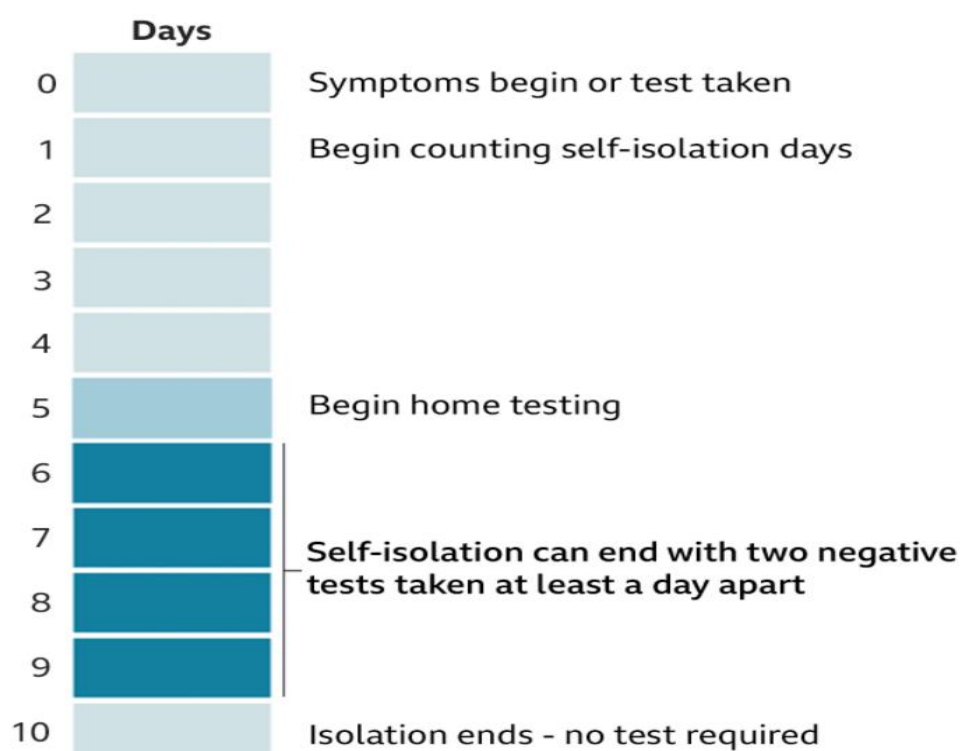 Days
0 Symptoms begin or test taken
1 Begin counting self-isolation days
2
3
4
5 Begin home testing
6
7
Self-isolation can end with two negative
tests taken at least a day apart
8
9
10 Isolation ends - no test required